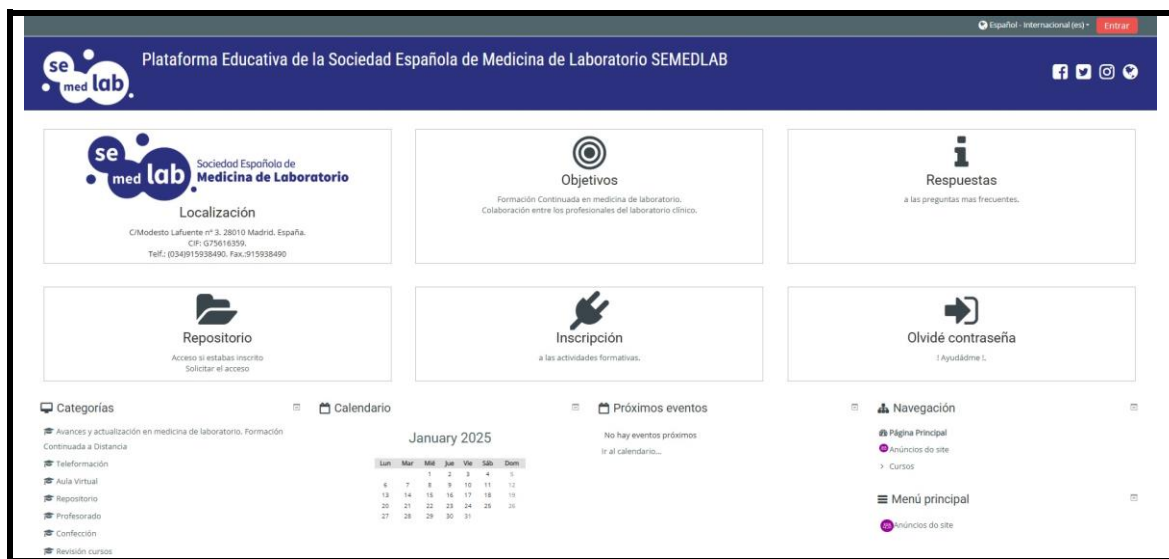 Español - Internacional (es)
Entrar
se med lab
Plataforma Educativa de la Sociedad Española de Medicina de Laboratorio SEMEDLAB
se med lab
Sociedad Española de
Medicina de Laboratorio
Localización
C/Modesto Lafuente nº 3. 28010 Madrid. España.
CIF: G75616359.
Telf.: (034)915938490. Fax.:915938490
Objetivos
Formación Continuada en medicina de laboratorio.
Colaboración entre los profesionales del laboratorio clínico.
Respuestas
a las preguntas mas frecuentes.
Repositorio
Acceso si estabas inscrito
Solicitar el acceso
Inscripción
a las actividades formativas.
Olvidé contraseña
! Ayudádme !.
Categorías
Avances y actualización en medicina de laboratorio. Formación
Continuada a Distancia
Teleformación
Aula Virtual
Repositorio
Profesorado
Confección
Revisión cursos
Calendario
January 2025
Lun Mar Mié Jue Vie Sáb Dom
1 2 3 4 5
6 7 8 9 10 11 12
13 14 15 16 17 18 19
20 21 22 23 24 25 26
27 28 29 30 31
Próximos eventos
No hay eventos próximos
Ir al calendario...
Navegación
Página Principal
Anúncios do site
Cursos
Menú principal
Anúncios do site